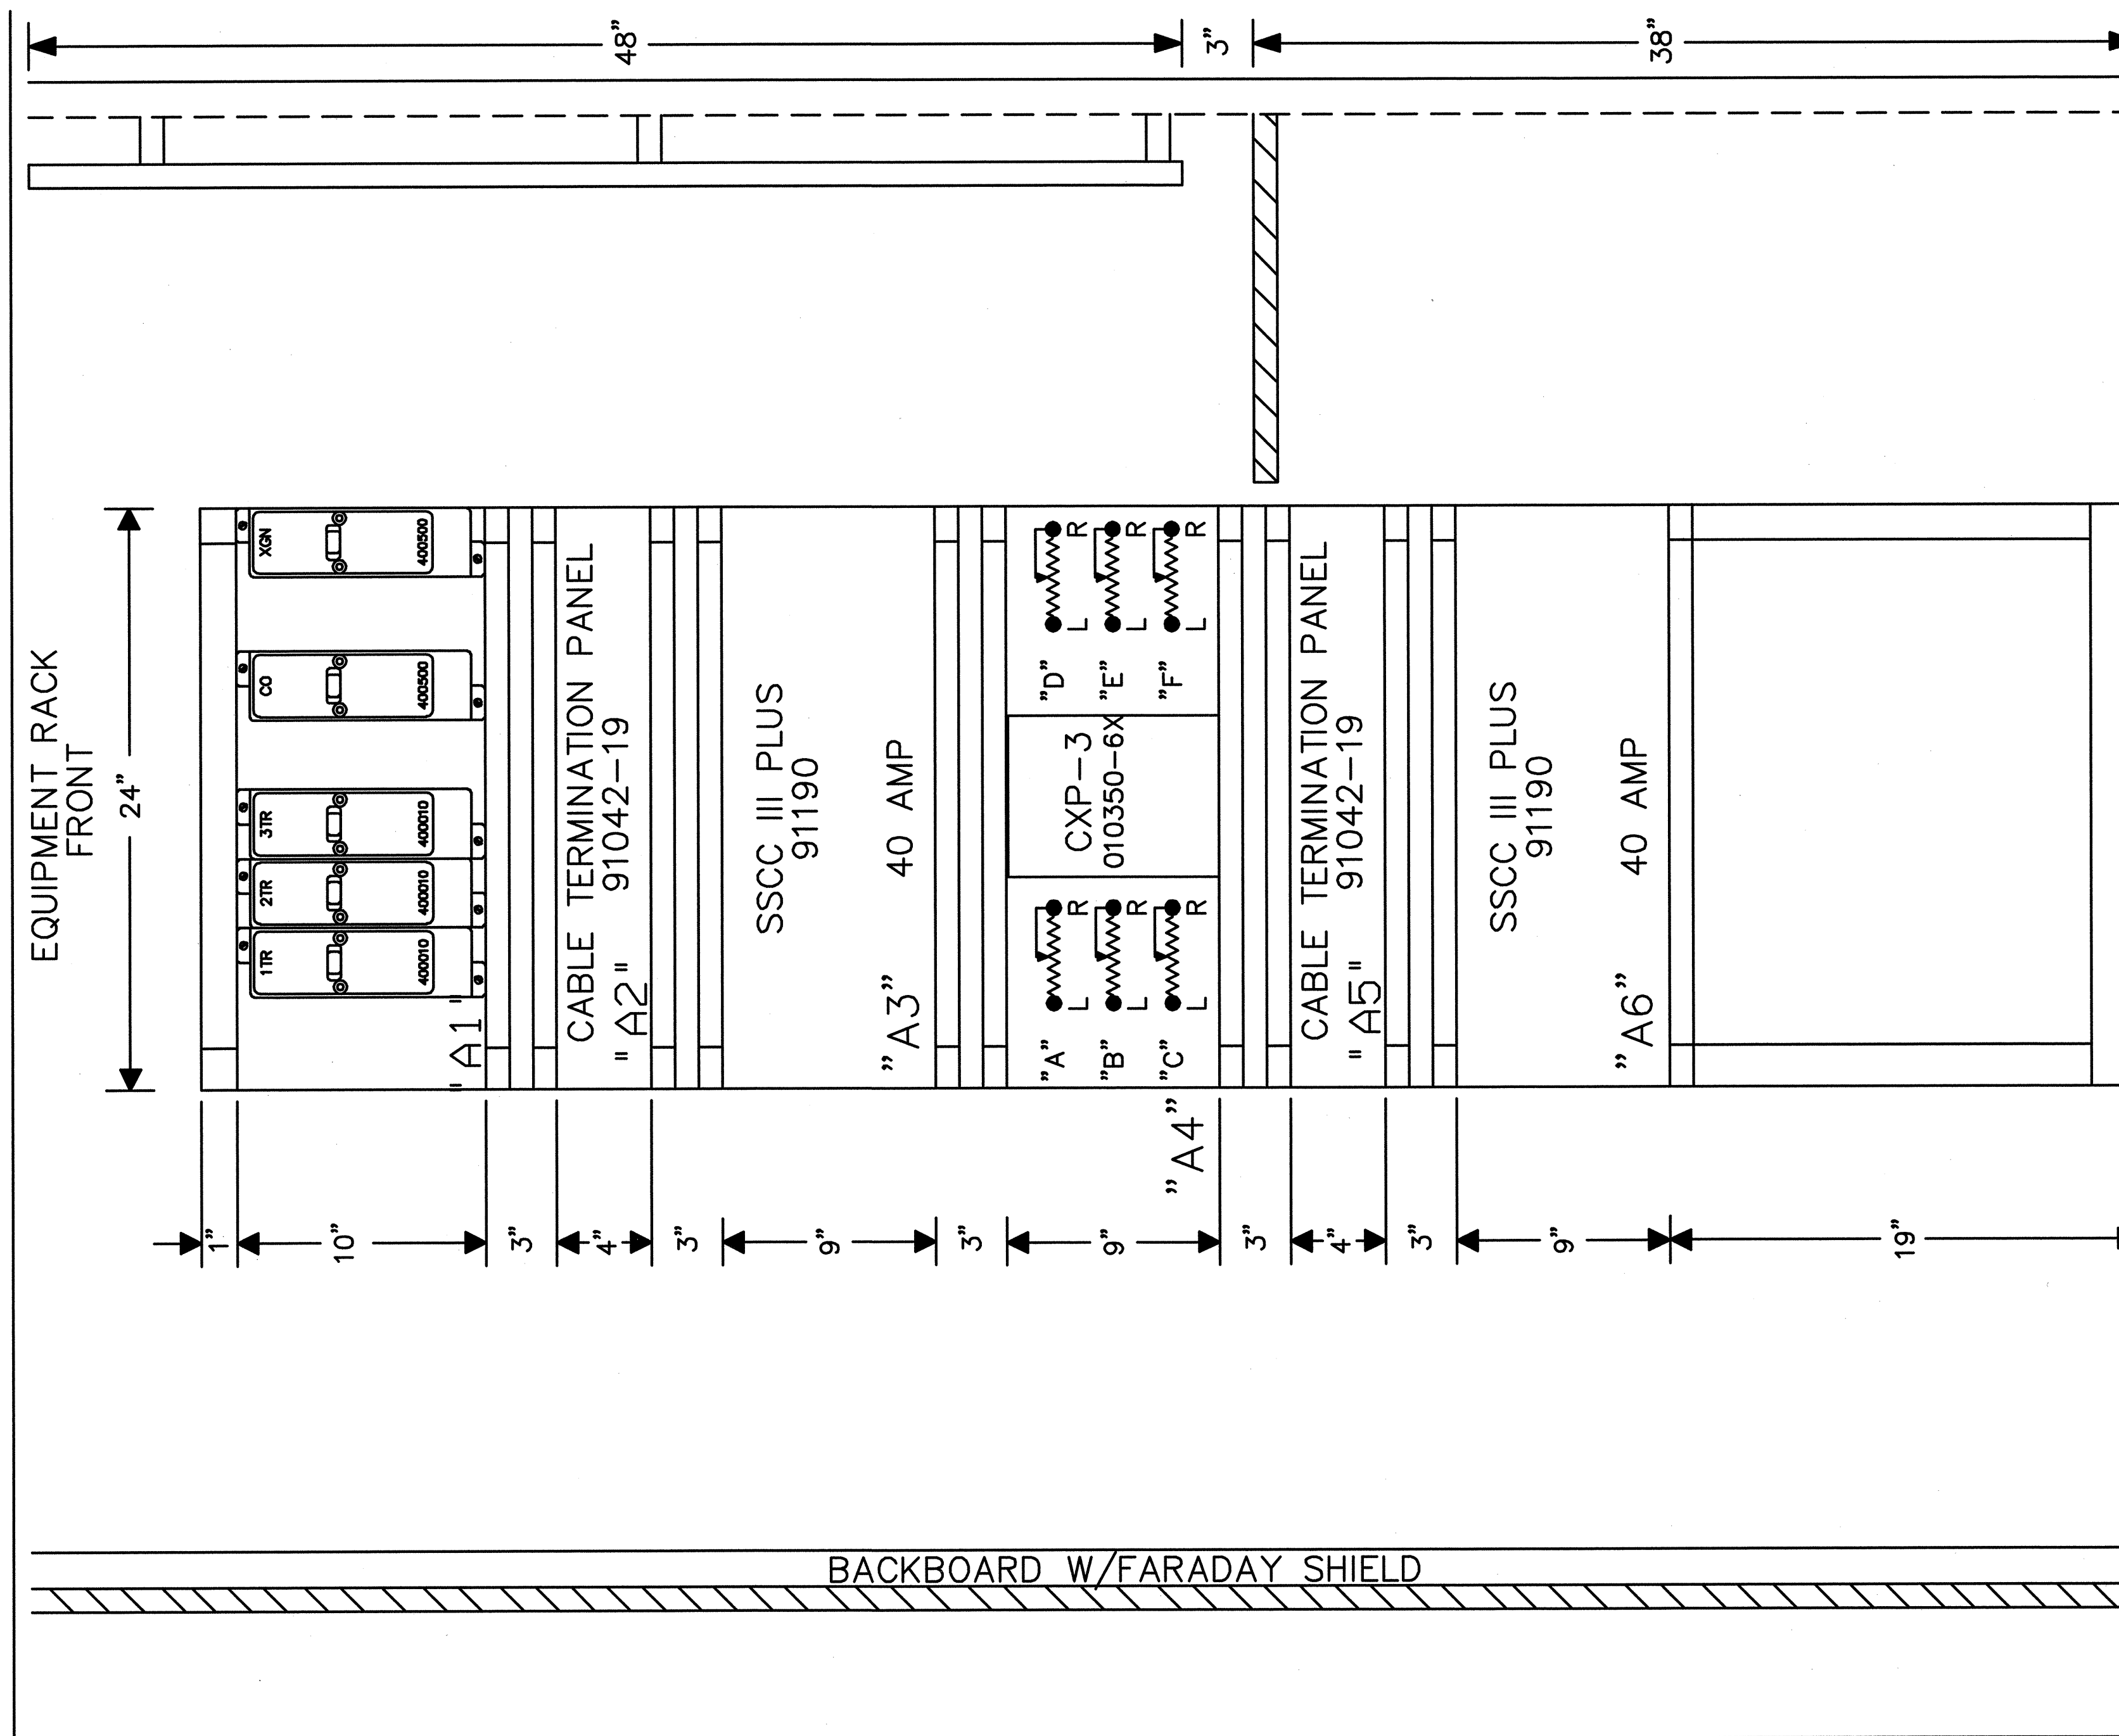 EQUIPMENT RACK
FRONT
24"
1TR
400010
2TR
400010
3TR
400010
CO
400500
XGN
400500
"A1"
CABLE TERMINATION PANEL
91042-19
"A2"
SSCC III PLUS
91190
40 AMP
"A3"
"A"
L
R
"B"
L
R
"C"
L
R
CXP-3
010350-6X
"D"
L
R
"E"
L
R
"F"
L
R
"A4"
CABLE TERMINATION PANEL
91042-19
"A5"
SSCC III PLUS
91190
40 AMP
"A6"
1"
10"
3"
4"
3"
9"
3"
9"
3"
4"
3"
9"
19"
48"
3"
38"
BACKBOARD W/FARADAY SHIELD